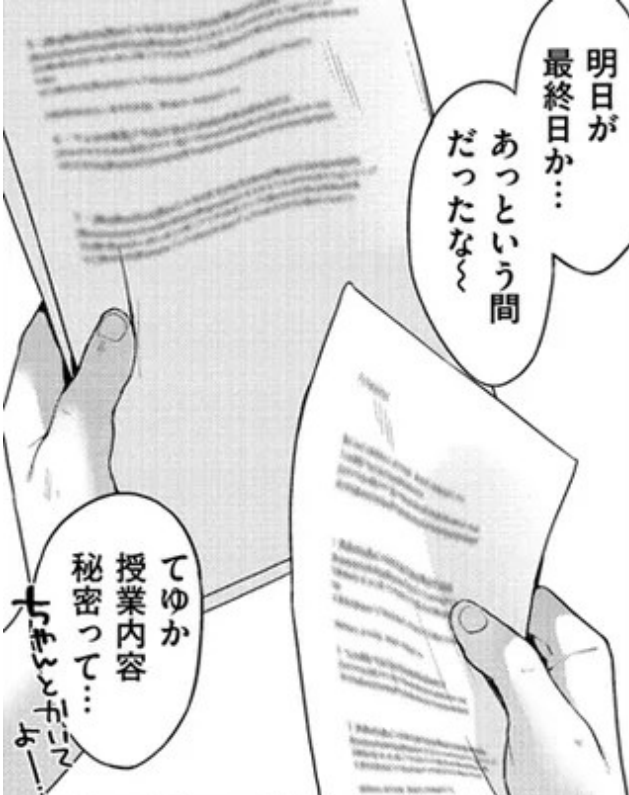 明日が
最終日か…
あっという間
だったな～
てゆか
授業内容
秘密って…
ちゃんとかいて
よー